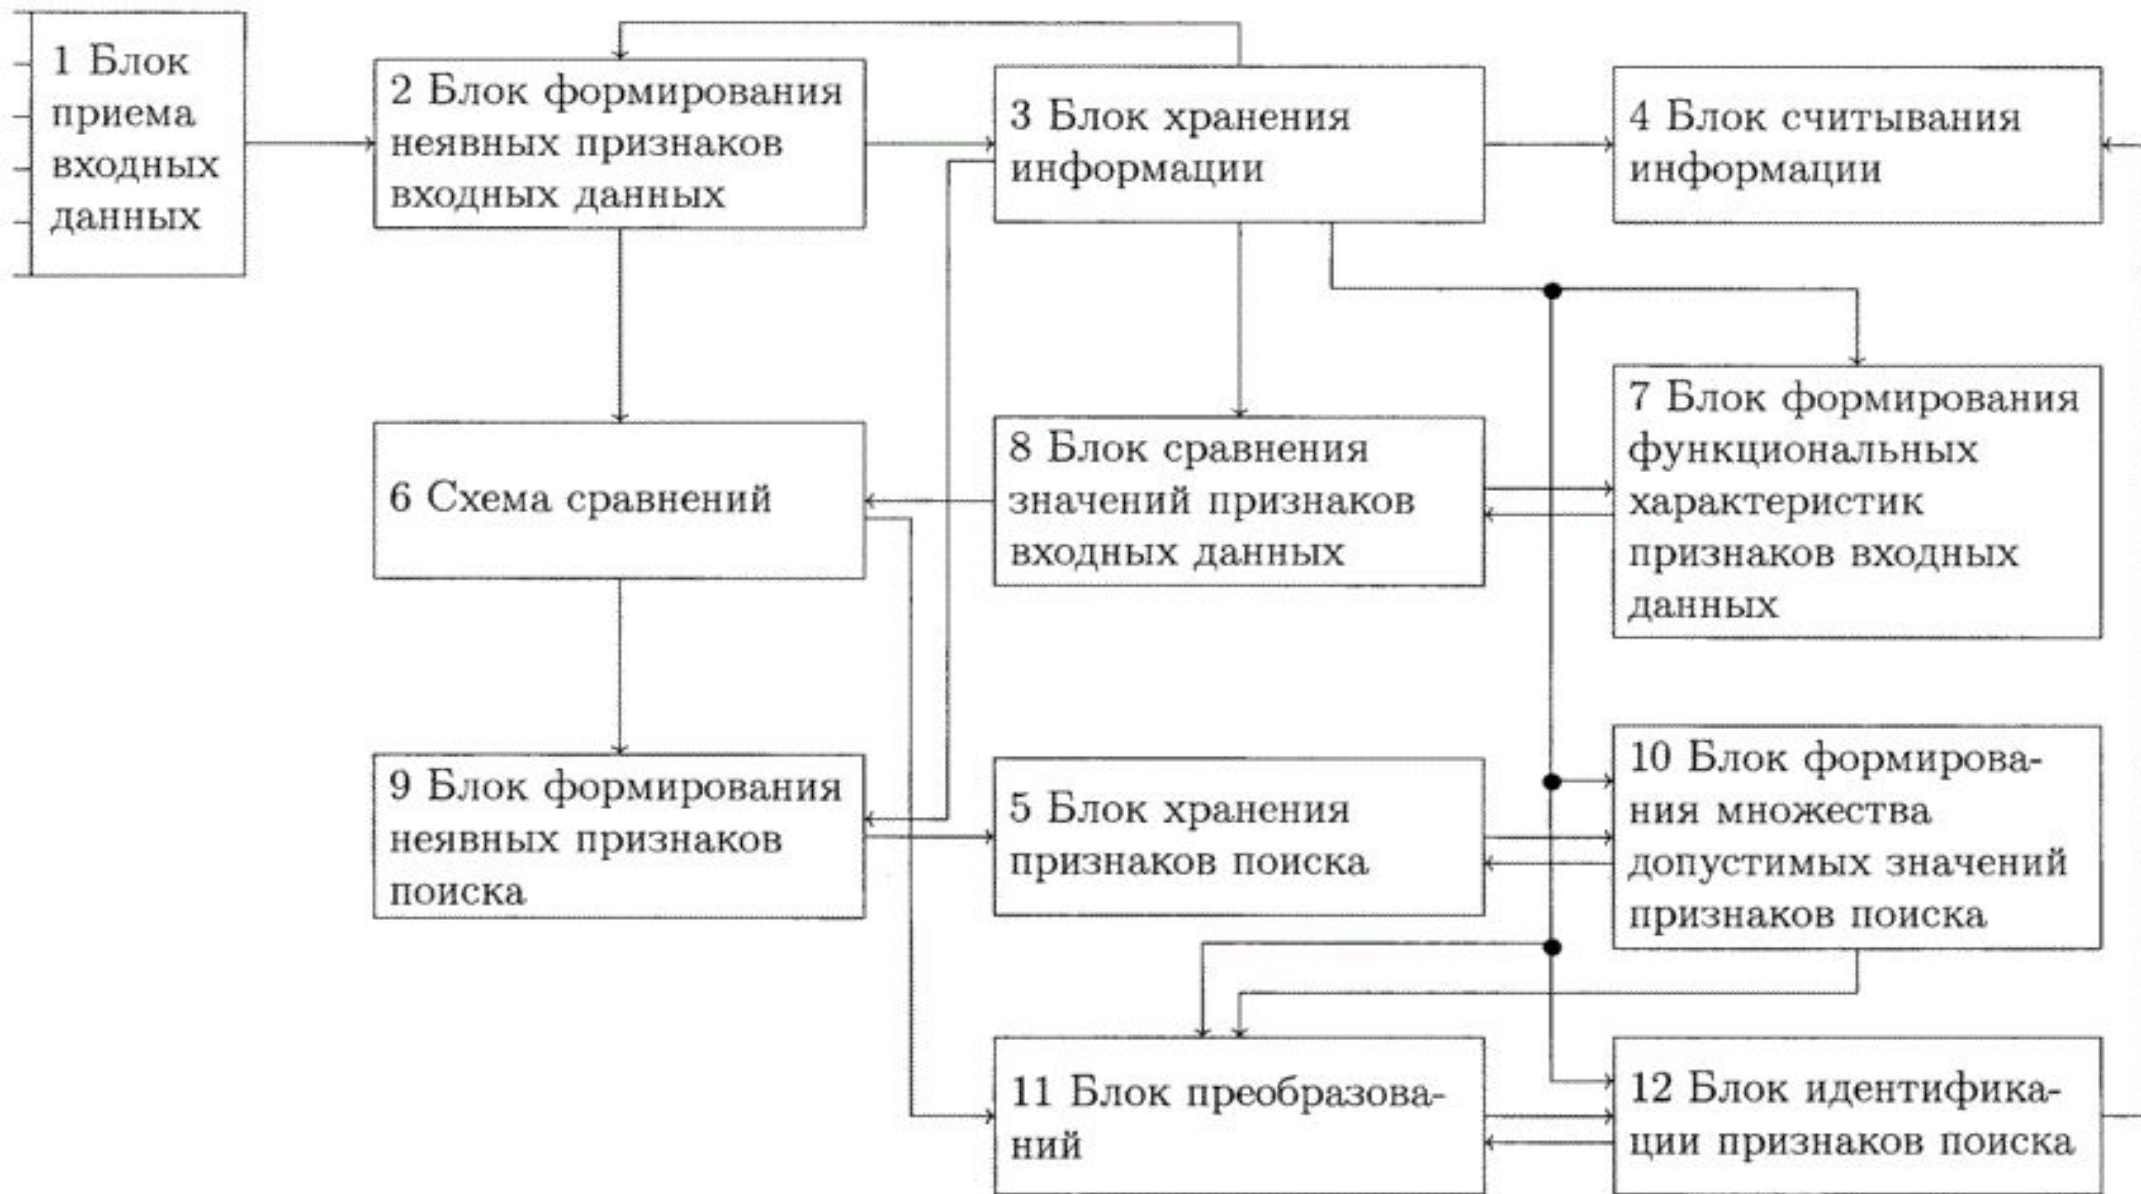 1 Блок
приема
входных
данных
2 Блок формирования
неявных признаков
входных данных
3 Блок хранения
информации
4 Блок считывания
информации
6 Схема сравнений
8 Блок сравнения
значений признаков
входных данных
7 Блок формирования
функциональных
характеристик
признаков входных
данных
9 Блок формирования
неявных признаков
поиска
5 Блок хранения
признаков поиска
10 Блок формирова-
ния множества
допустимых значений
признаков поиска
11 Блок преобразова-
ний
12 Блок идентифика-
ции признаков поиска